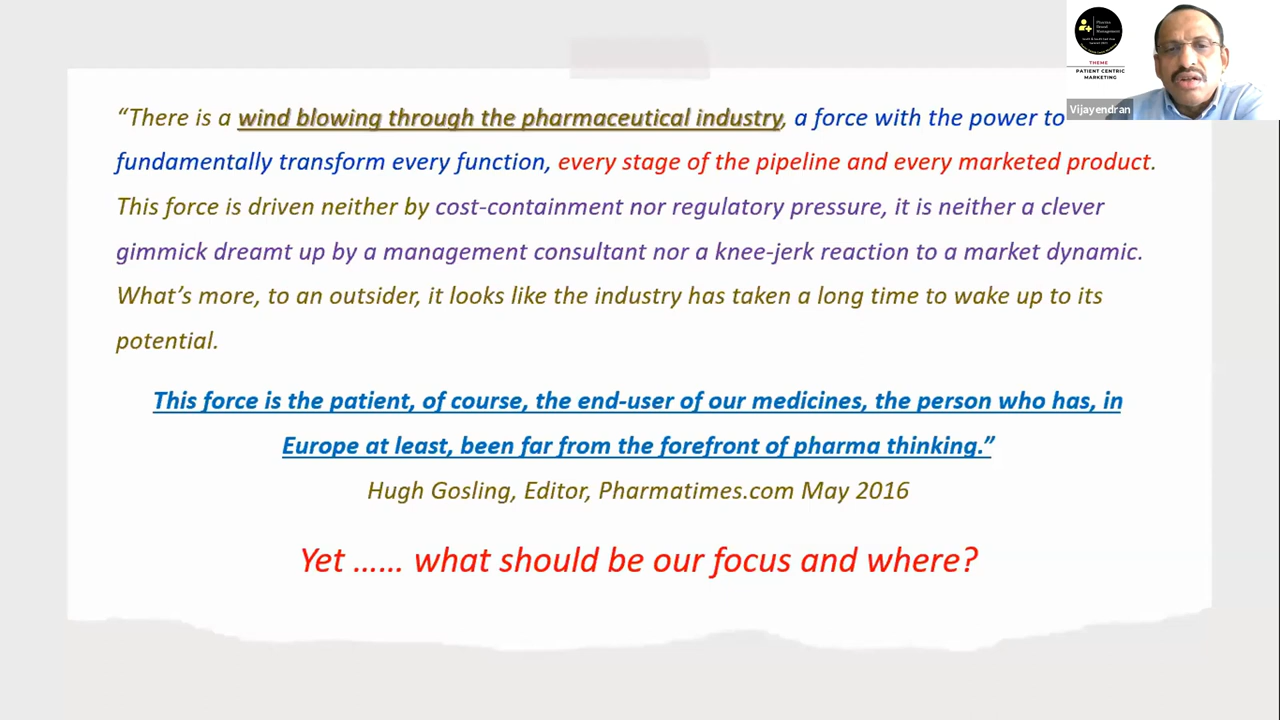 “There is a wind blowing through the pharmaceutical industry, a force with the power to
fundamentally transform every function, every stage of the pipeline and every marketed product.
This force is driven neither by cost-containment nor regulatory pressure, it is neither a clever
gimmick dreamt up by a management consultant nor a knee-jerk reaction to a market dynamic.
What’s more, to an outsider, it looks like the industry has taken a long time to wake up to its
potential.
This force is the patient, of course, the end-user of our medicines, the person who has, in
Europe at least, been far from the forefront of pharma thinking.”
Hugh Gosling, Editor, Pharmatimes.com May 2016
Yet …… what should be our focus and where?
Pharma
Brand
Management
THEME
PATIENT CENTRIC
MARKETING
Vijayendran